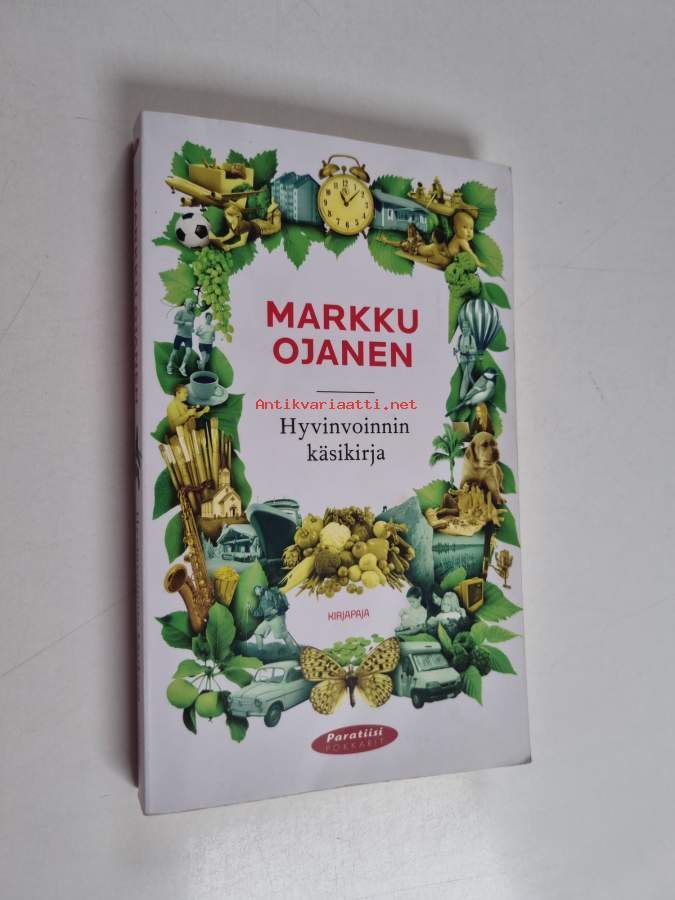 MARKKU
OJANEN
Antikvariaatti.net
Hyvinvoinnin
käsikirja
KIRJAPAJA
Paratiisi
POKKARIT